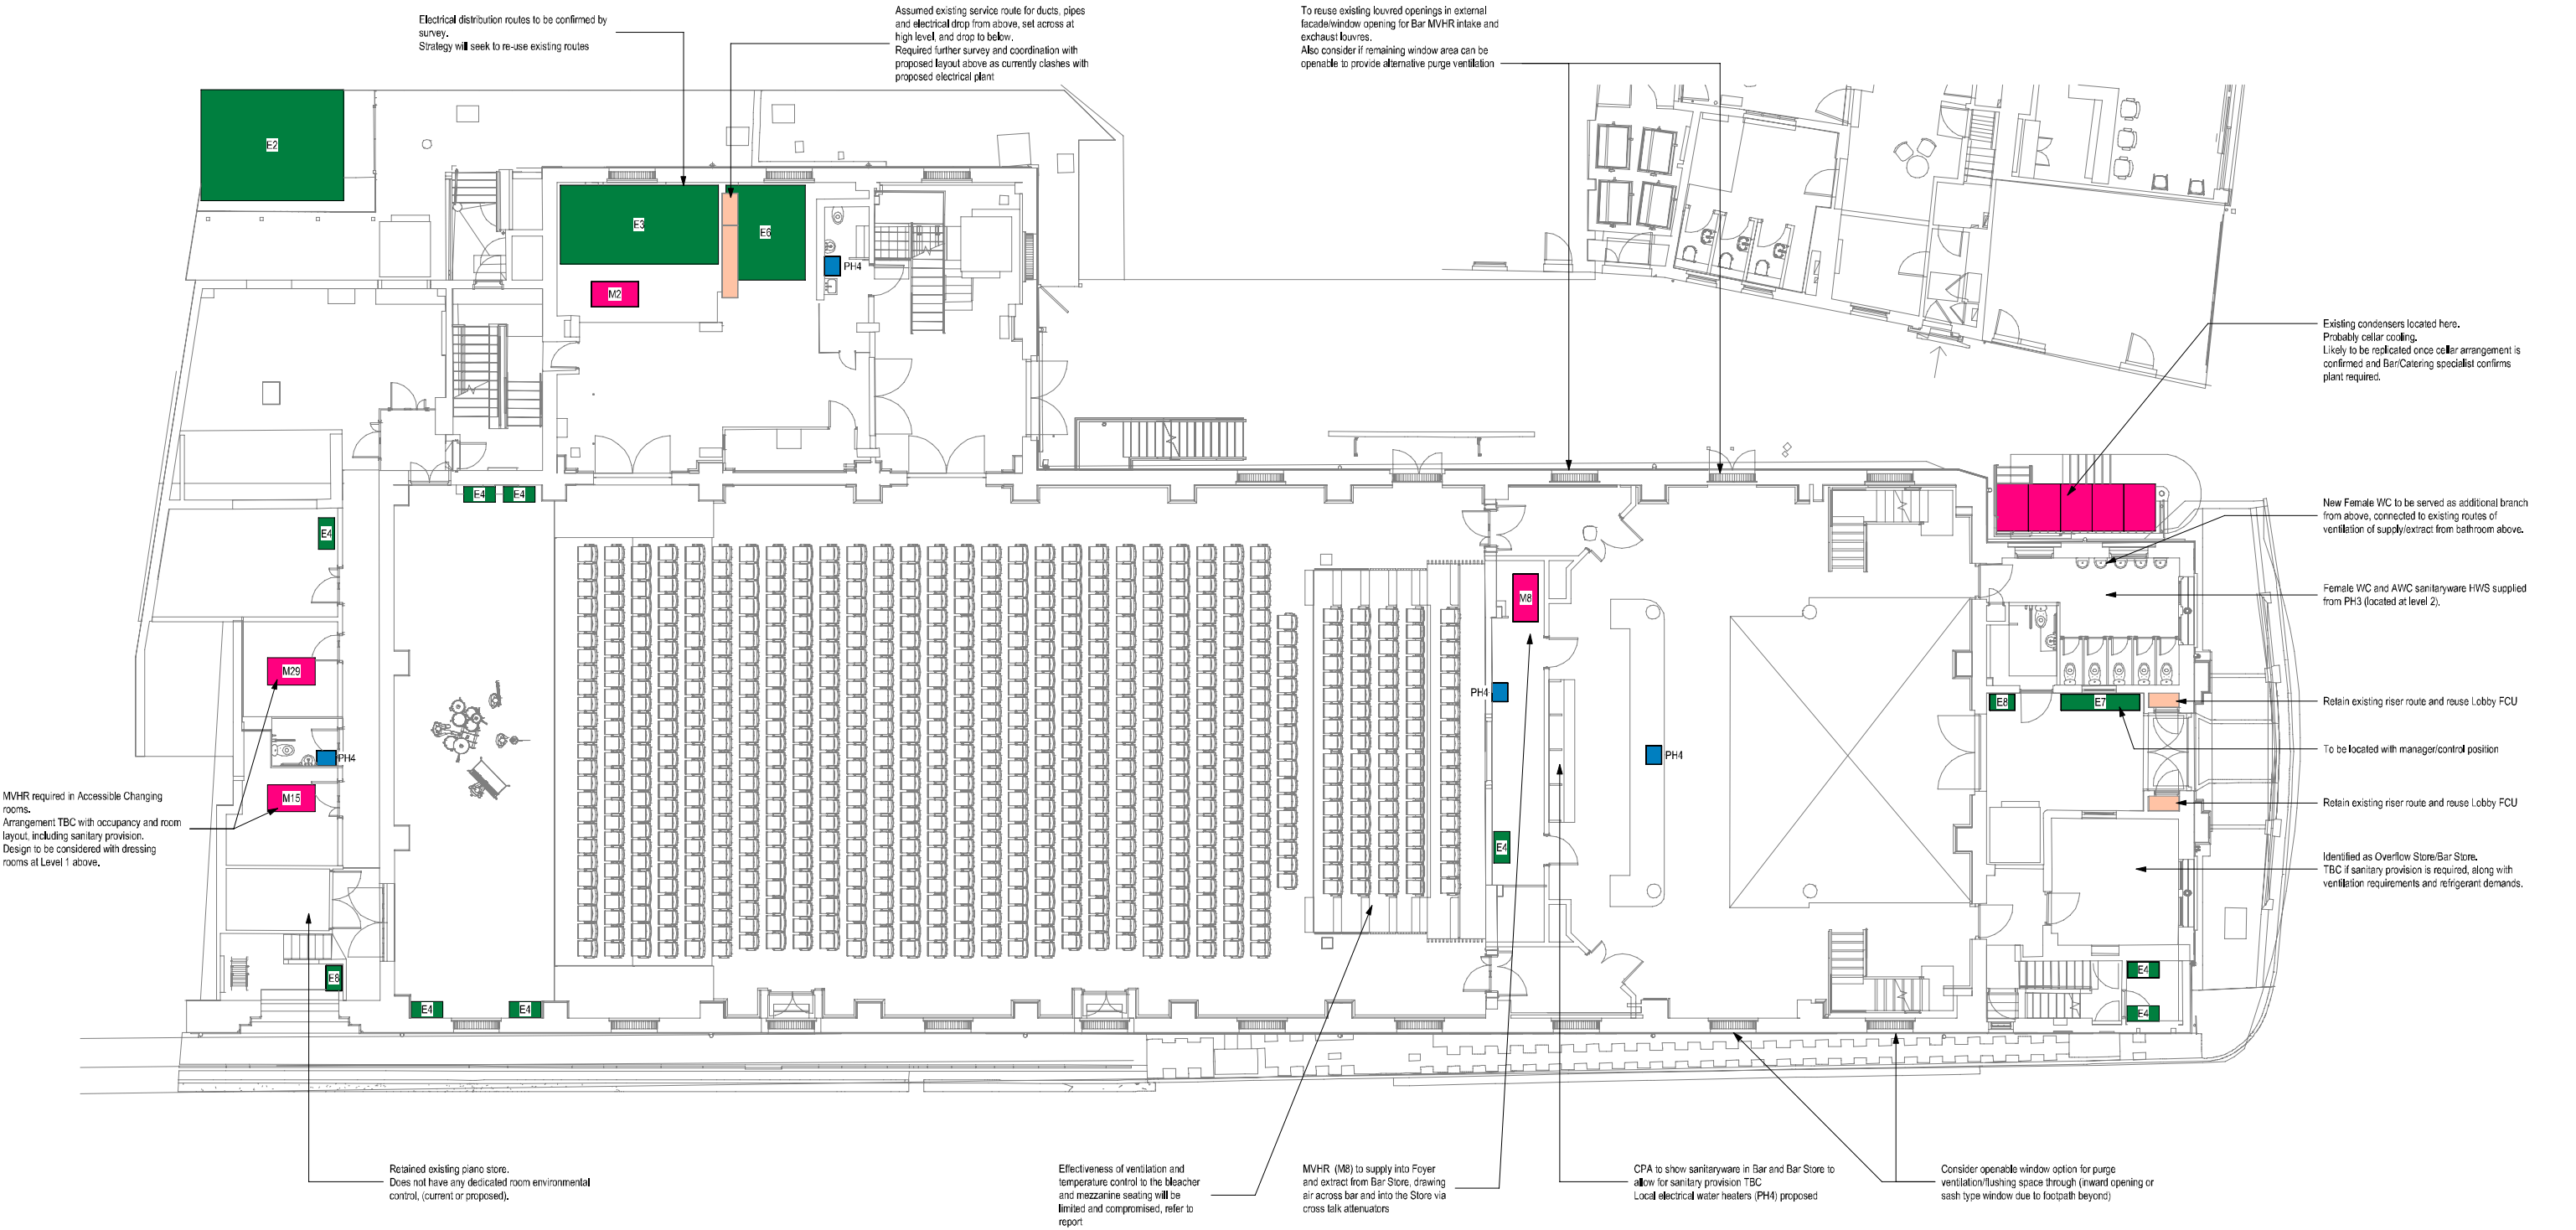 Electrical distribution routes to be confirmed by
survey.
Strategy will seek to re-use existing routes
Assumed existing service route for ducts, pipes
and electrical drop from above, set across at
high level, and drop to below.
Required further survey and coordination with
proposed layout above as currently clashes with
proposed electrical plant
To reuse existing louvred openings in external
facade/window opening for Bar MVHR intake and
exchaust louvres.
Also consider if remaining window area can be
openable to provide alternative purge ventilation
E2
E3
E6
PH4
M2
Existing condensers located here.
Probably cellar cooling.
Likely to be replicated once cellar arrangement is
confirmed and Bar/Catering specialist confirms
plant required.
E4
E4
E4
New Female WC to be served as additional branch
from above, connected to existing routes of
ventilation of supply/extract from bathroom above.
M8
Female WC and AWC sanitaryware HWS supplied
from PH3 (located at level 2).
M29
PH4
E8
E7
Retain existing riser route and reuse Lobby FCU
PH4
PH4
To be located with manager/control position
M15
MVHR required in Accessible Changing
rooms.
Arrangement TBC with occupancy and room
layout, including sanitary provision.
Design to be considered with dressing
rooms at Level 1 above.
Retain existing riser route and reuse Lobby FCU
E4
Identified as Overflow Store/Bar Store.
TBC if sanitary provision is required, along with
ventilation requirements and refrigerant demands.
E8
E4
E4
E4
E4
Retained existing piano store.
Does not have any dedicated room environmental
control, (current or proposed).
Effectiveness of ventilation and
temperature control to the bleacher
and mezzanine seating will be
limited and compromised, refer to
report
MVHR (M8) to supply into Foyer
and extract from Bar Store, drawing
air across bar and into the Store via
cross talk attenuators
CPA to show sanitaryware in Bar and Bar Store to
allow for sanitary provision TBC
Local electrical water heaters (PH4) proposed
Consider openable window option for purge
ventilation/flushing space through (inward opening or
sash type window due to footpath beyond)